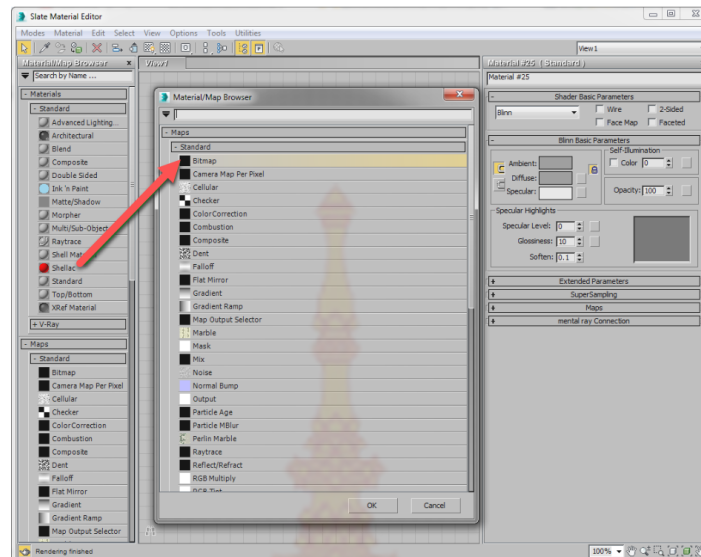 Slate Material Editor
Modes Material Edit Select View Options Tools Utilities
View1
Material/Map Browser
Search by Name ...
- Materials
- Standard
Advanced Lighting...
Architectural
Blend
Composite
Double Sided
Ink 'n Paint
Matte/Shadow
Morpher
Multi/Sub-Object
Raytrace
Shell Mat
Shellac
Standard
Top/Bottom
XRef Material
+ V-Ray
- Maps
- Standard
Bitmap
Camera Map Per Pixel
Cellular
Checker
ColorCorrection
Combustion
Composite
Dent
Falloff
Flat Mirror
Gradient
Gradient Ramp
Map Output Selector
Rendering finished
View1
Material/Map Browser
- Maps
- Standard
Bitmap
Camera Map Per Pixel
Cellular
Checker
ColorCorrection
Combustion
Composite
Dent
Falloff
Flat Mirror
Gradient
Gradient Ramp
Map Output Selector
Marble
Mask
Mix
Noise
Normal Bump
Output
Particle Age
Particle MBlur
Perlin Marble
Raytrace
Reflect/Refract
RGB Multiply
RGB Tint
OK Cancel
Material #25 ( Standard )
Material #25
- Shader Basic Parameters
Blinn Wire 2-Sided
Face Map Faceted
- Blinn Basic Parameters
Self-Illumination
Ambient: Color 0
Diffuse:
Specular: Opacity: 100
Specular Highlights
Specular Level: 0
Glossiness: 10
Soften: 0.1
+ Extended Parameters
+ SuperSampling
+ Maps
+ mental ray Connection
100%